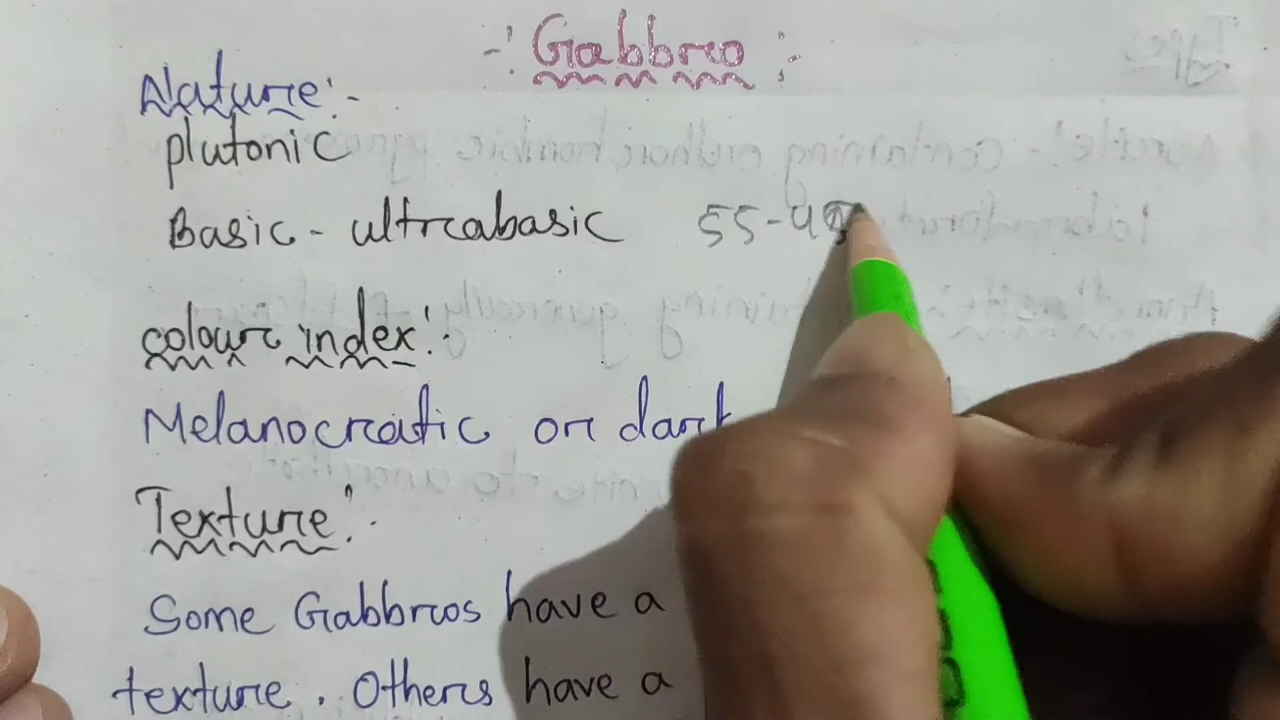 -: Gabbro :-
Nature:-
plutonic
Basic - ultrabasic 55-45
colour index:-
Melanocratic or dark
Texture:-
Some Gabbros have a
texture. Others have a